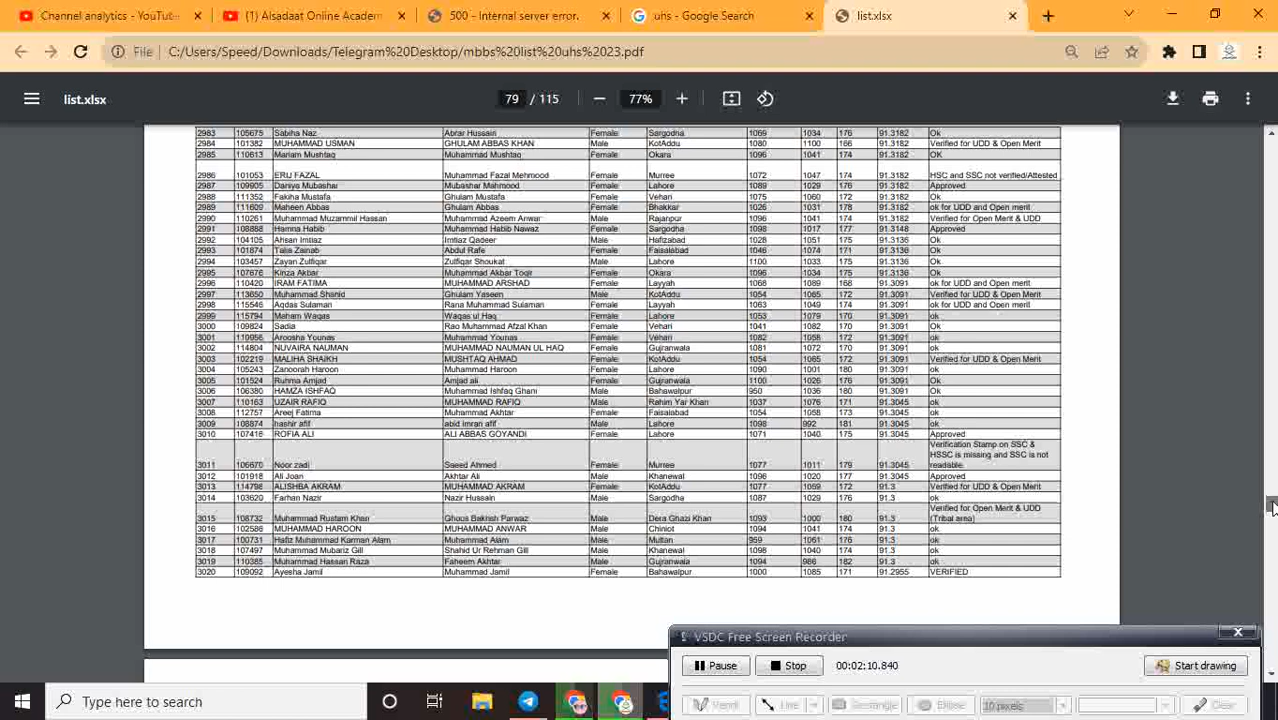 Channel analytics - YouTu
(1) Alsadaat Online Academ
500 - Internal server error.
uhs - Google Search
list.xlsx
File C:/Users/Speed/Downloads/Telegram%20Desktop/mbbs%20list%20uhs%2023.pdf
list.xlsx
79 / 115
77%
2983 105675 Sabiha Naz Abrar Hussain Female Sargodha 1069 1034 176 91.3182 Ok
2984 101382 MUHAMMAD USMAN GHULAM ABBAS KHAN Male KotAddu 1080 1100 166 91.3182 Verified for UDD & Open Merit
2985 110613 Mariam Mushtaq Muhammad Mushtaq Female Okara 1096 1041 174 91.3182 OK
2986 101053 ERIJ FAZAL Muhammad Fazal Mehmood Female Murree 1072 1047 174 91.3182 HSC and SSC not verified/Attested
2987 109905 Daniya Mubashar Mubashar Mahmood Female Lahore 1089 1029 176 91.3182 Approved
2988 111352 Fakiha Mustafa Ghulam Mustafa Female Vehari 1075 1060 172 91.3182 Ok
2989 111609 Maheen Abbas Ghulam Abbas Female Bhakkar 1026 1031 178 91.3182 ok for UDD and Open merit
2990 110261 Muhammad Muzammil Hassan Muhammad Azeem Anwar Male Rajanpur 1096 1041 174 91.3182 Verified for Open Merit & UDD
2991 108888 Hamna Habib Muhammad Habib Nawaz Female Sargodha 1098 1017 177 91.3148 Approved
2992 104105 Ahsan Imtiaz Imtiaz Qadeer Male Hafizabad 1028 1051 175 91.3136 Ok
2993 101874 Talia Zainab Abdul Rafe Female Faisalabad 1046 1074 171 91.3136 Ok
2994 103457 Zayan Zulfiqar Zulfiqar Shoukat Male Lahore 1100 1033 175 91.3136 Ok
2995 107676 Kinza Akbar Muhammad Akbar Toqir Female Okara 1096 1034 175 91.3136 Ok
2996 110420 IRAM FATIMA MUHAMMAD ARSHAD Female Layyah 1068 1089 168 91.3091 ok for UDD and Open merit
2997 113650 Muhammad Shahid Ghulam Yaseen Male KotAddu 1054 1065 172 91.3091 Verified for UDD & Open Merit
2998 115546 Aqdas Sulaman Rana Muhammad Sulaman Female Layyah 1063 1049 174 91.3091 ok for UDD and Open merit
2999 115794 Maham Waqas Waqas ul Haq Female Lahore 1053 1079 170 91.3091 ok
3000 109824 Sadia Rao Muhammad Afzal Khan Female Vehari 1041 1082 170 91.3091 Ok
3001 110956 Aroosha Younas Muhammad Younas Female Vehari 1082 1058 172 91.3091 ok
3002 114804 NUVAIRA NAUMAN MUHAMMAD NAUMAN UL HAQ Female Gujranwala 1081 1072 170 91.3091 ok
3003 102219 MALIHA SHAIKH MUSHTAQ AHMAD Female KotAddu 1054 1065 172 91.3091 Verified for UDD & Open Merit
3004 105243 Zanoorah Haroon Muhammad Haroon Female Lahore 1090 1001 180 91.3091 ok
3005 101524 Ruhma Amjad Amjad ali Female Gujranwala 1100 1026 176 91.3091 Ok
3006 106380 HAMZA ISHFAQ Muhammad Ishfaq Ghani Male Bahawalpur 950 1036 180 91.3091 ok
3007 110163 UZAIR RAFIQ MUHAMMAD RAFIQ Male Rahim Yar Khan 1037 1076 171 91.3045 ok
3008 112757 Areej Fatima Muhammad Akhtar Female Faisalabad 1054 1058 173 91.3045 ok
3009 108874 hashir afif abid imran afif Male Lahore 1098 992 181 91.3045 ok
3010 107416 ROFIA ALI ALI ABBAS GOYANDI Female Lahore 1071 1040 175 91.3045 Approved
3011 106670 Noor zadi Saeed Ahmed Female Murree 1077 1011 179 91.3045 Verification Stamp on SSC &
HSSC is missing and SSC is not
readable.
3012 101918 Ali Joan Akhtar Ali Male Khanewal 1096 1020 177 91.3045 Approved
3013 114798 ALISHBA AKRAM MUHAMMAD AKRAM Female KotAddu 1077 1059 172 91.3 Verified for UDD & Open Merit
3014 103620 Farhan Nazir Nazir Hussain Male Sargodha 1087 1029 176 91.3 ok
3015 108732 Muhammad Rustam Khan Ghous Bakhsh Parwaz Male Dera Ghazi Khan 1093 1000 180 91.3 Verified for Open Merit & UDD
(Tribal area)
3016 102586 MUHAMMAD HAROON MUHAMMAD ANWAR Male Chiniot 1094 1041 174 91.3 ok
3017 100731 Hafiz Muhammad Karman Alam Muhammad Alam Male Multan 959 1061 176 91.3 ok
3018 107497 Muhammad Mubariz Gill Shahid Ur Rehman Gill Male Khanewal 1098 1040 174 91.3 ok
3019 110385 Muhammad Hassan Raza Faheem Akhtar Male Gujranwala 1094 986 182 91.3 ok
3020 109092 Ayesha Jamil Muhammad Jamil Female Bahawalpur 1000 1085 171 91.2955 VERIFIED
VSDC Free Screen Recorder
Pause Stop 00:02:10.840 Start drawing
Pencil Line Rectangle Ellipse 10 pixels Clear
Type here to search